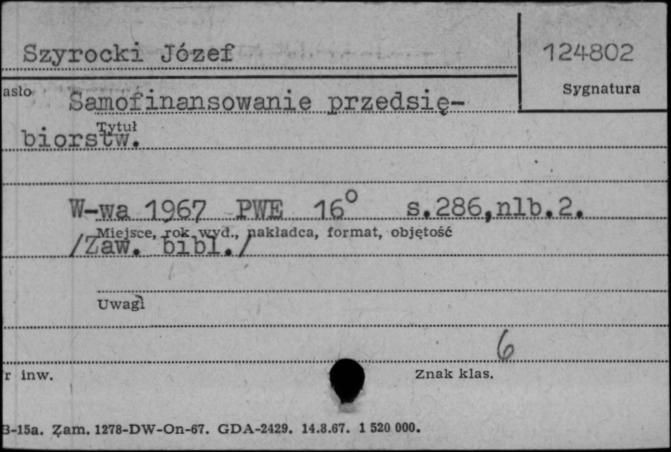 Szyrocki Józef 124802
asło Sygnatura
Samofinansowanie przedsię-
Tytuł
biorstw.
W-wa 1967 PWE 16° s.286,nlb.2.
Miejsce, rok wyd., nakładca, format, objętość
/Zaw. bibl./
Uwagi
6
r inw. Znak klas.
B-15a. Zam. 1278-DW-On-67. GDA-2429. 14.8.67. 1 520 000.